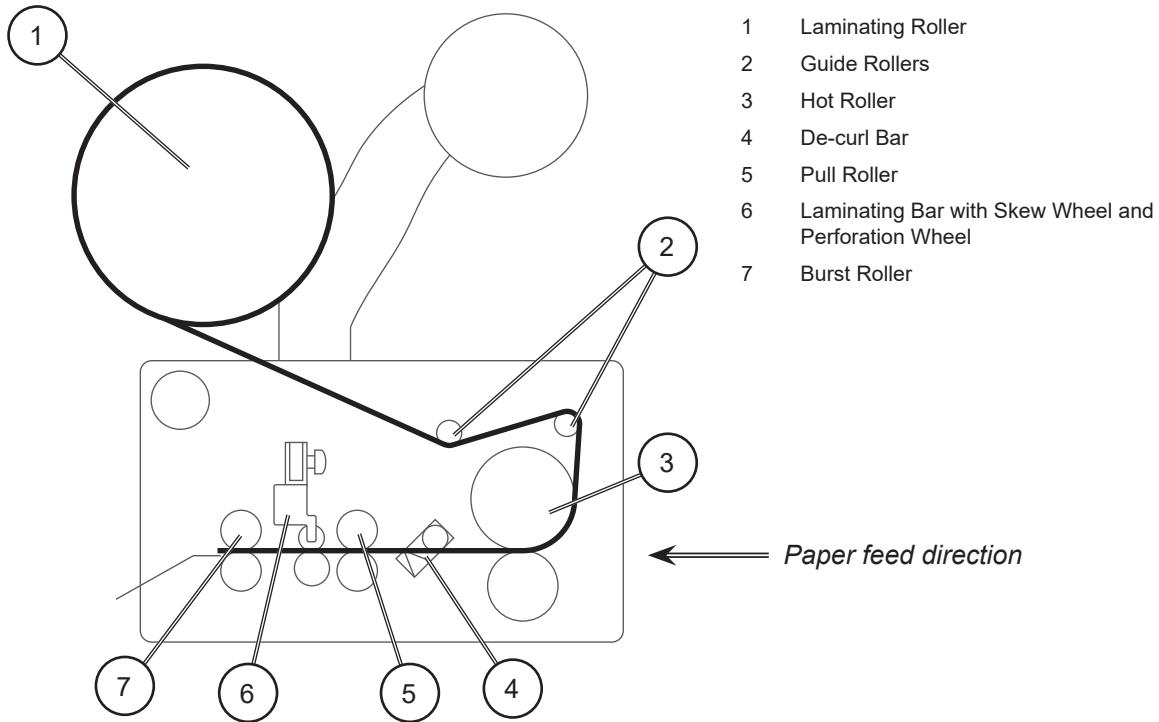 1
1 Laminating Roller
2 Guide Rollers
3 Hot Roller
4 De-curl Bar
5 Pull Roller
6 Laminating Bar with Skew Wheel and
Perforation Wheel
7 Burst Roller
2
3
Paper feed direction
7
6
5
4